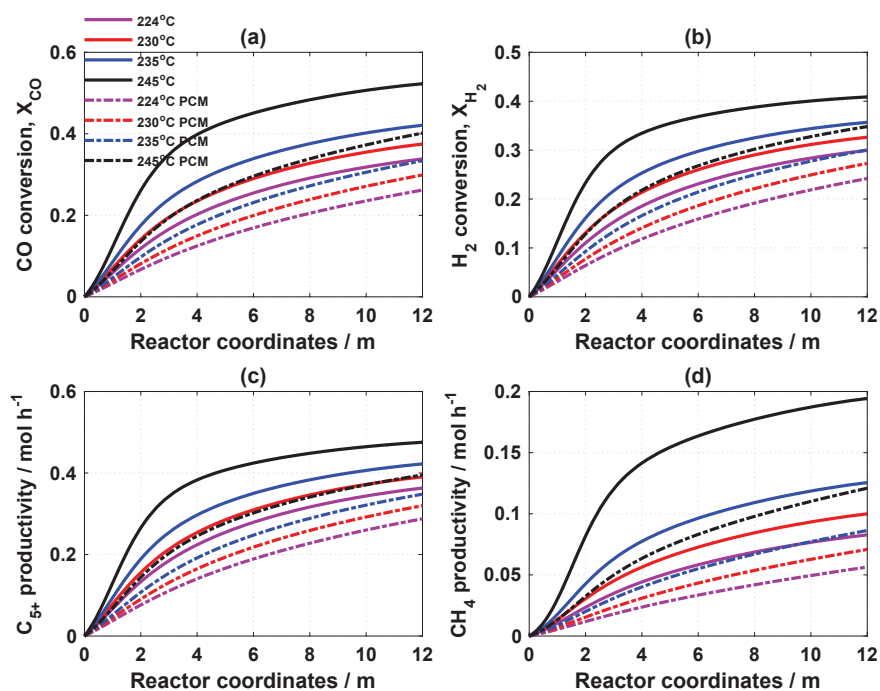 224°C
230°C
235°C
245°C
224°C PCM
230°C PCM
235°C PCM
245°C PCM
(a)
0.6
0.4
0.2
0
CO conversion, X_CO
0 2 4 6 8 10 12
Reactor coordinates / m
(b)
0.5
0.4
0.3
0.2
0.1
0
H₂ conversion, X_H₂
0 2 4 6 8 10 12
Reactor coordinates / m
(c)
0.6
0.4
0.2
0
C₅₊ productivity / mol h⁻¹
0 2 4 6 8 10 12
Reactor coordinates / m
(d)
0.2
0.15
0.1
0.05
0
CH₄ productivity / mol h⁻¹
0 2 4 6 8 10 12
Reactor coordinates / m